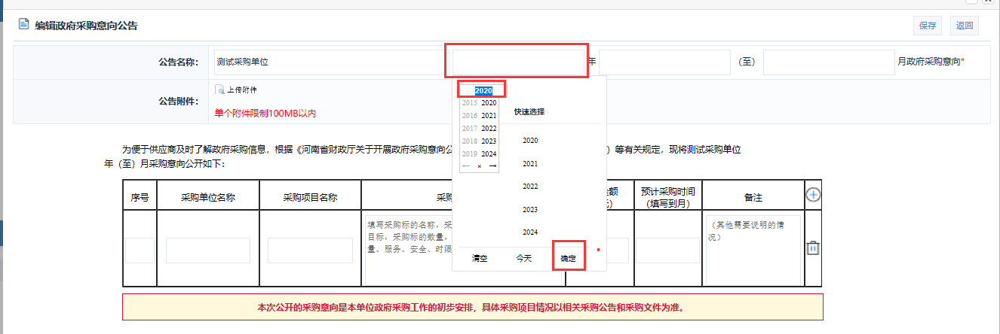 编辑政府采购意向公告
保存 返回
公告名称： 测试采购单位 年 （至） 月政府采购意向*
公告附件： 上传附件
单个附件限制100MB以内
2020
2015 2020
2016 2021
2017 2022
2018 2023
2019 2024
← × →
快速选择
2020
2021
2022
2023
2024
清空 今天 确定
为便于供应商及时了解政府采购信息，根据《河南省财政厅关于开展政府采购意向公 ）等有关规定，现将测试采购单位
年（至）月采购意向公开如下：
序号 采购单位名称 采购项目名称 采购 金额 预计采购时间 备注
（填写到月）
填写采购标的名称，采 （其他需要说明的情
目标，采购标的数量， 况）
量、服务、安全、时限
本次公开的采购意向是本单位政府采购工作的初步安排，具体采购项目情况以相关采购公告和采购文件为准。